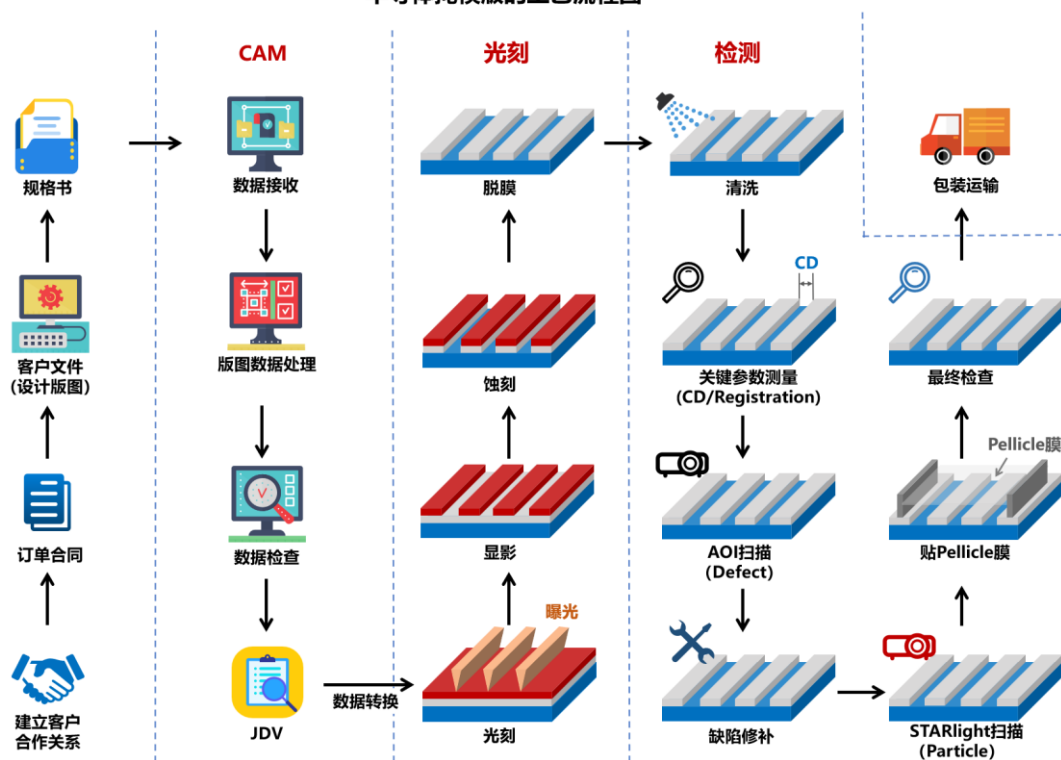 CAM
光刻
检测
规格书
客户文件
(设计版图)
订单合同
建立客户
合作关系
数据接收
版图数据处理
数据检查
JDV
数据转换
脱膜
蚀刻
显影
曝光
光刻
清洗
CD
关键参数测量
(CD/Registration)
AOI扫描
(Defect)
缺陷修补
包装运输
最终检查
Pellicle膜
贴Pellicle膜
STARlight扫描
(Particle)